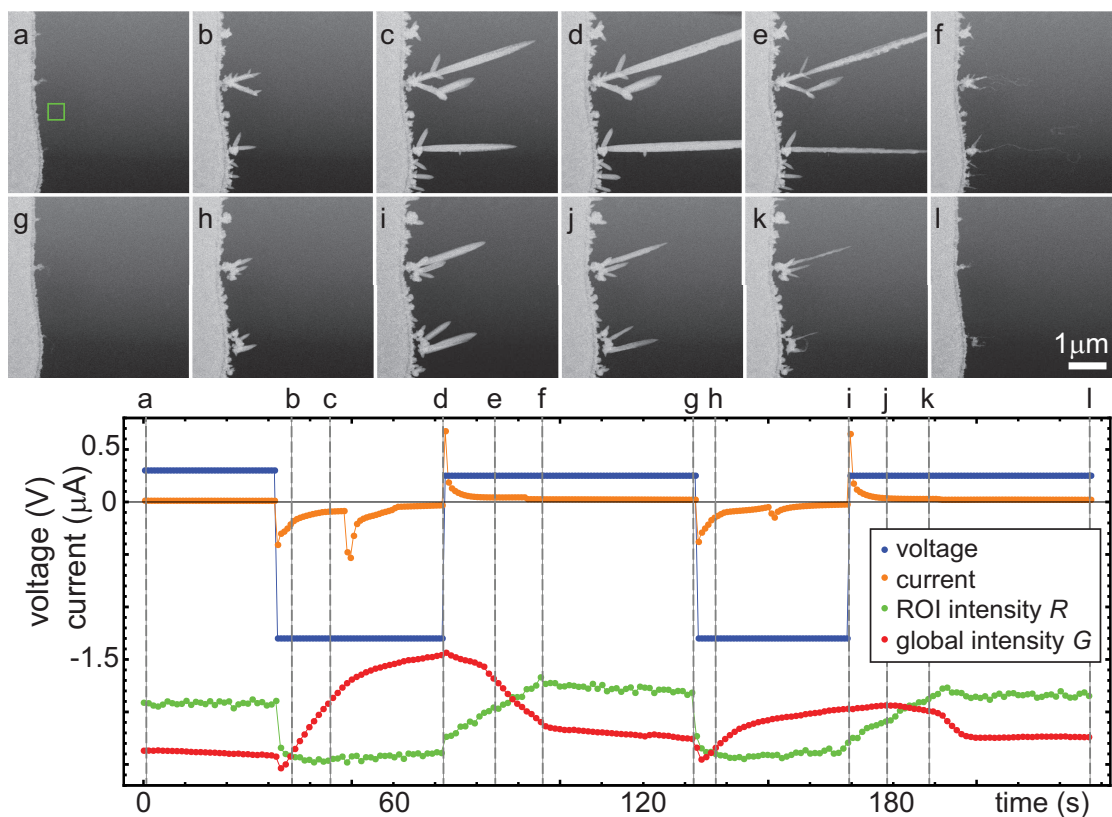 a b c d e f
g h i j k l
1μm
a b c d e f g h i j k l
0.5
0
-1.5
voltage (V)
current (μA)
voltage
current
ROI intensity R
global intensity G
0 60 120 180 time (s)